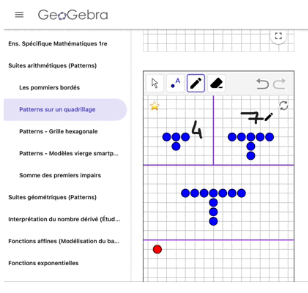 GeoGebra
Ens. Spécifique Mathématiques 1re
Suites arithmétiques (Patterns)
Les pommiers bordés
Patterns sur un quadrillage
Patterns - Grille hexagonale
Patterns - Modèles vierge smartp...
Somme des premiers impairs
Suites géométriques (Patterns)
Interprétation du nombre dérivé (Étud...
Fonctions affines (Modélisation du ba...
Fonctions exponentielles
A
4
7